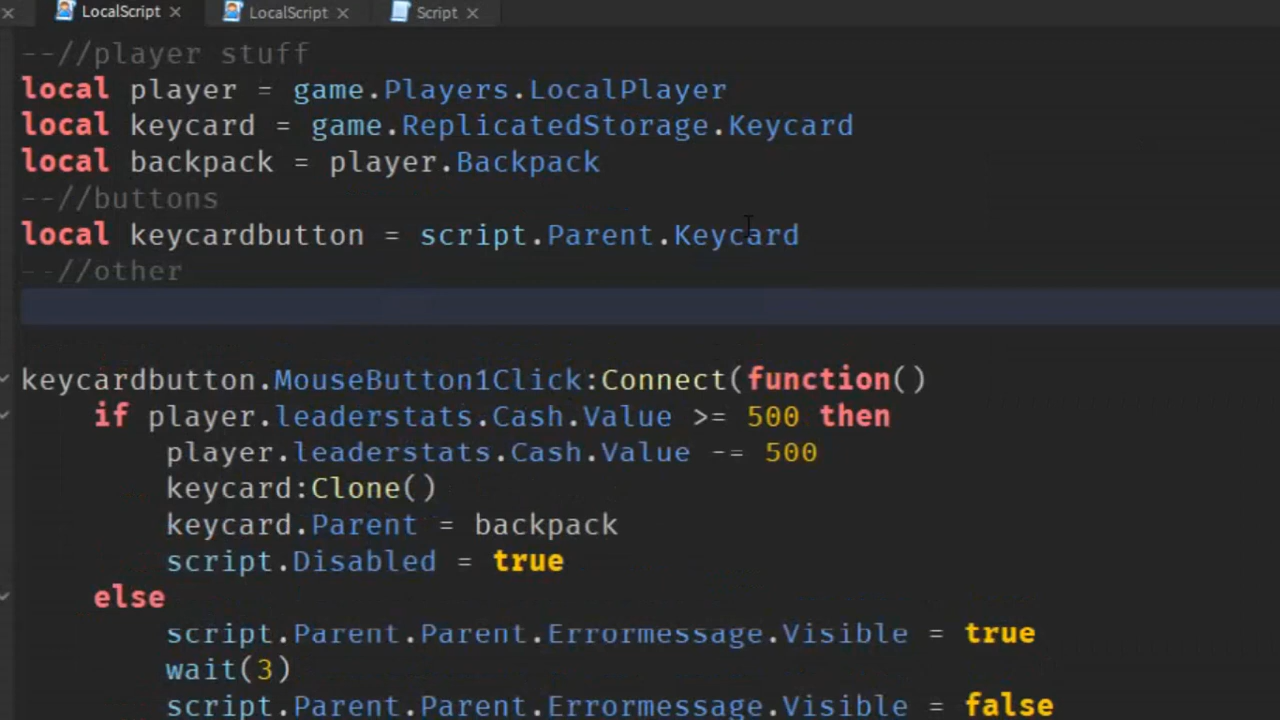 LocalScript LocalScript Script
--//player stuff
local player = game.Players.LocalPlayer
local keycard = game.ReplicatedStorage.Keycard
local backpack = player.Backpack
--//buttons
local keycardbutton = script.Parent.Keycard
--//other
keycardbutton.MouseButton1Click:Connect(function()
if player.leaderstats.Cash.Value >= 500 then
player.leaderstats.Cash.Value -= 500
keycard:Clone()
keycard.Parent = backpack
script.Disabled = true
else
script.Parent.Parent.Errormessage.Visible = true
wait(3)
script.Parent.Parent.Errormessage.Visible = false